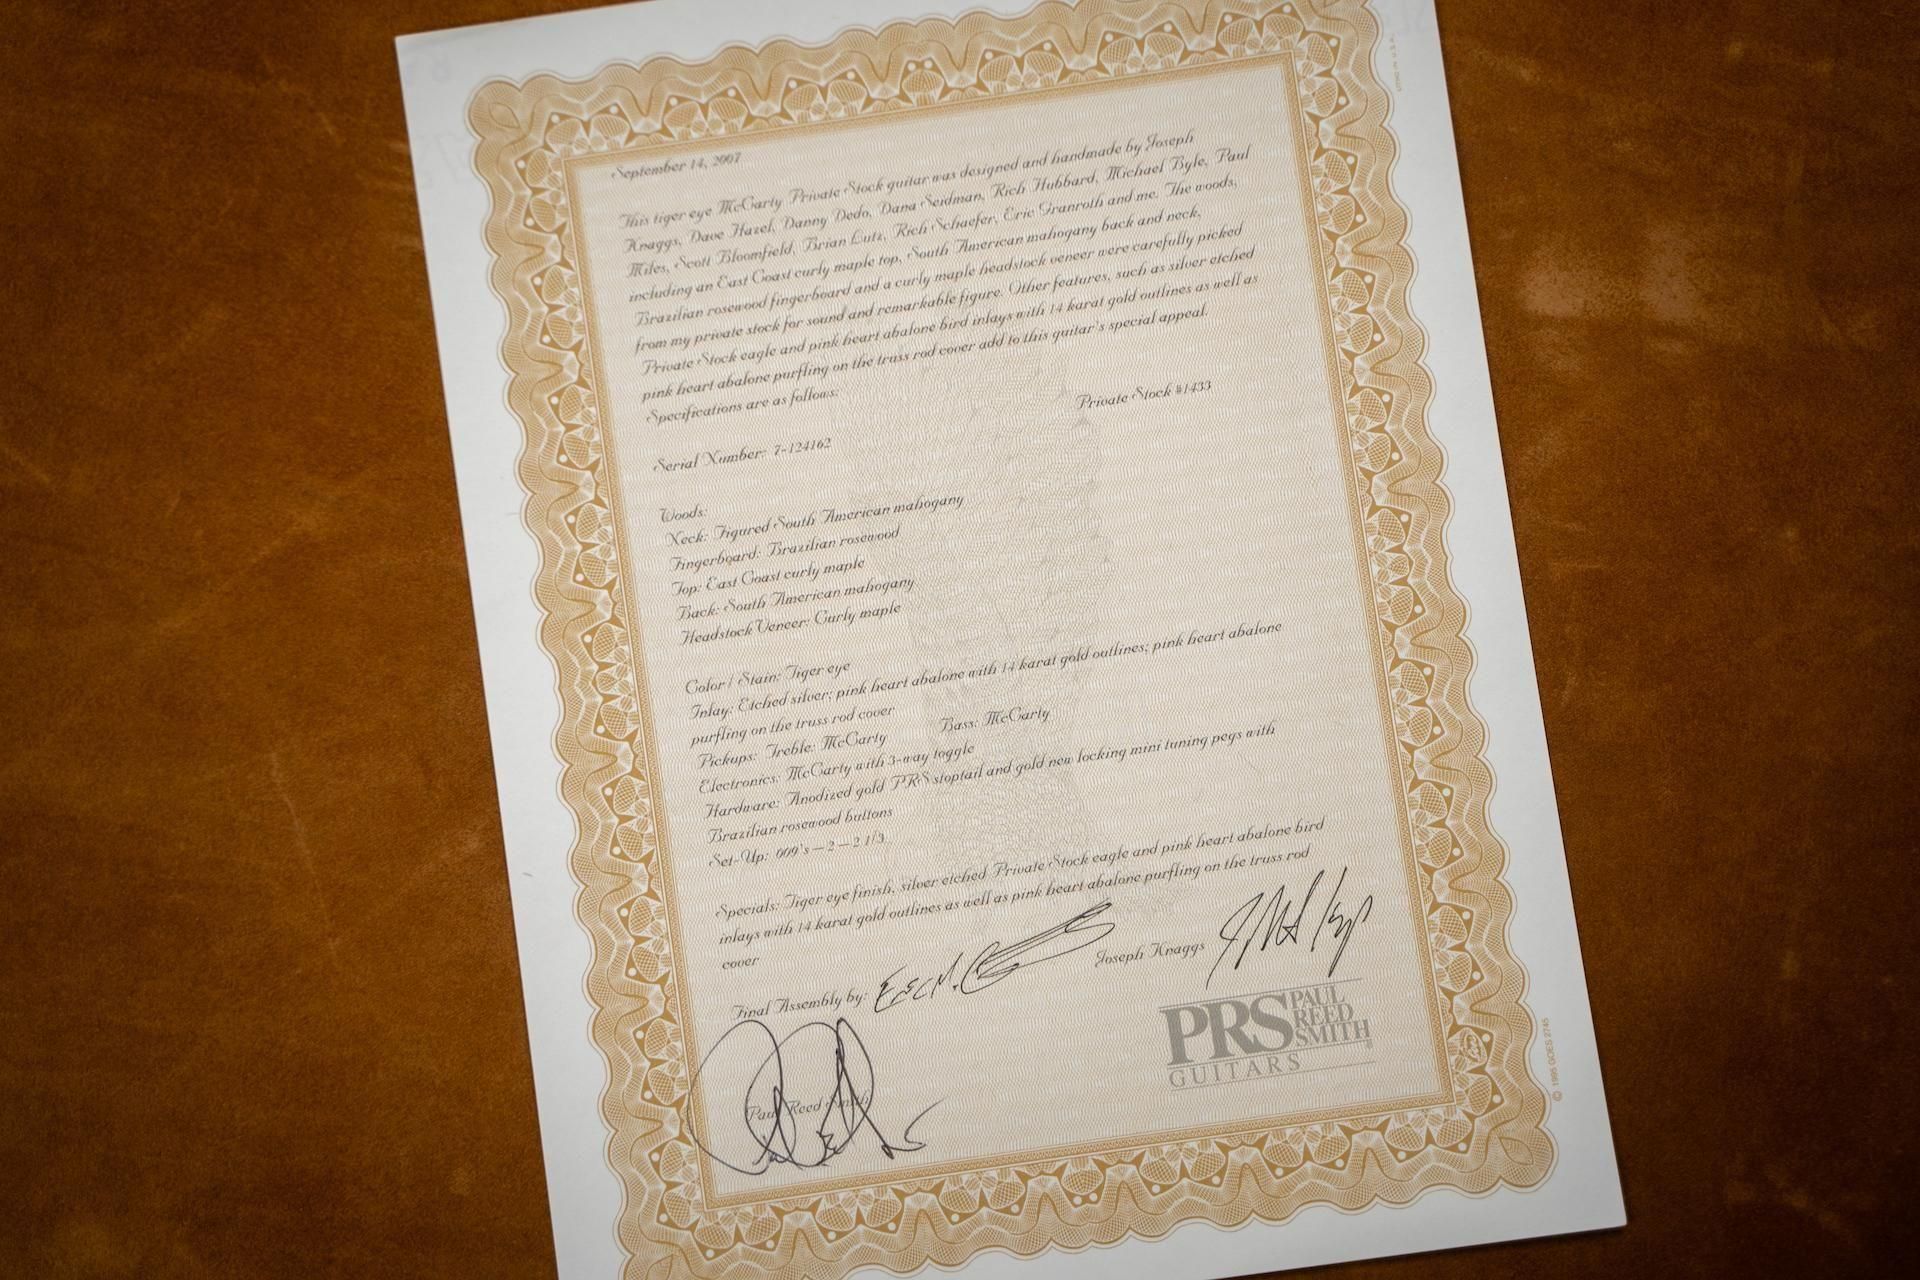 September 14, 2007
This tiger eye McCarty Private Stock guitar was designed and handmade by Joseph
Knaggs, Dave Hazel, Danny Dedo, Dana Seidman, Rich Hubbard, Michael Byle, Paul
Miles, Scott Bloomfield, Brian Lutz, Rich Schaefer, Eric Granroth and me. The woods,
including an East Coast curly maple top, South American mahogany back and neck,
Brazilian rosewood fingerboard and a curly maple headstock veneer were carefully picked
from my private stock for sound and remarkable figure. Other features, such as silver etched
Private Stock eagle and pink heart abalone bird inlays with 14 karat gold outlines as well as
pink heart abalone purfling on the truss rod cover add to this guitar's special appeal.
Specifications are as follows:
Serial Number: 7-124162 Private Stock #1433
Woods:
Neck: Figured South American mahogany
Fingerboard: Brazilian rosewood
Top: East Coast curly maple
Back: South American mahogany
Headstock Veneer: Curly maple
Color / Stain: Tiger eye
Inlay: Etched silver; pink heart abalone with 14 karat gold outlines; pink heart abalone
purfling on the truss rod cover
Pickups: Treble: McCarty Bass: McCarty
Electronics: McCarty with 3-way toggle
Hardware: Anodized gold PRS stoptail and gold new locking mini tuning pegs with
Brazilian rosewood buttons
Set-Up: 009's – 2 – 2 1/3
Specials: Tiger eye finish, silver etched Private Stock eagle and pink heart abalone bird
inlays with 14 karat gold outlines as well as pink heart abalone purfling on the truss rod
cover
Final Assembly by: Joseph Knaggs
Paul Reed Smith
PRS PAUL REED SMITH
GUITARS
© 1995 GOES 2745
LITHO IN U.S.A.